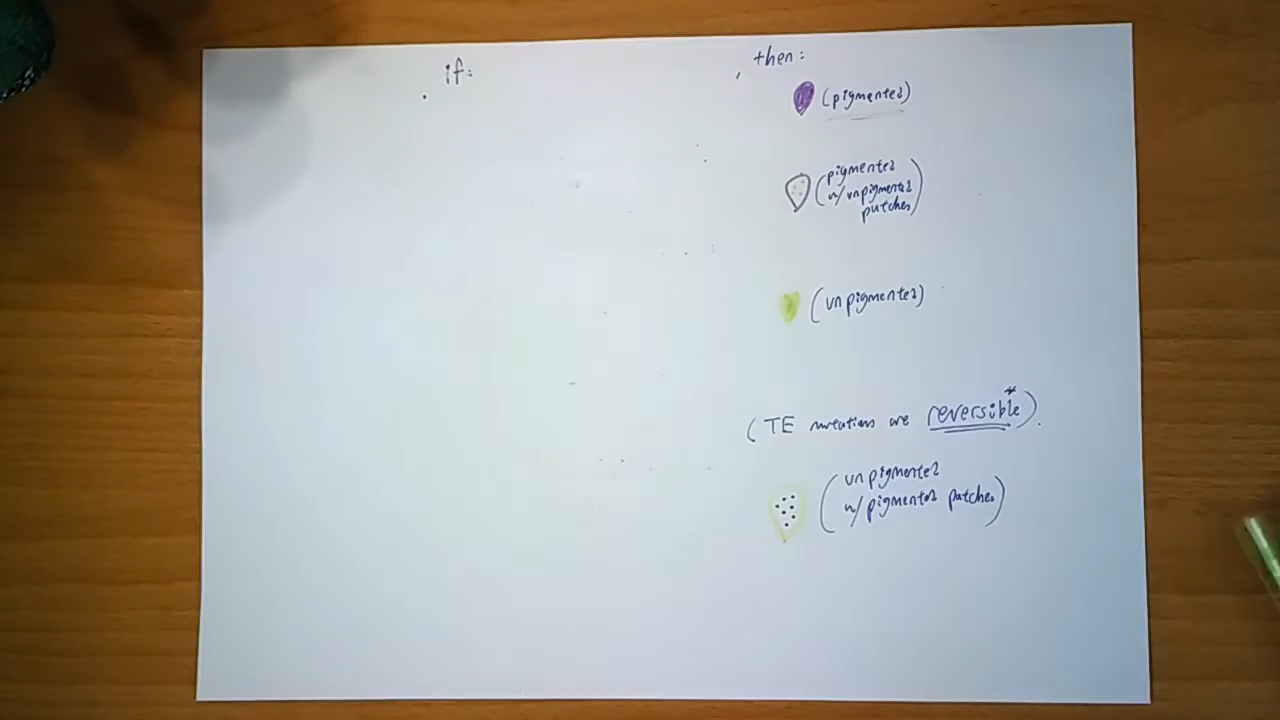 if:
then:
(pigmented)
(pigmented
w/ unpigmented
patches)
(unpigmented)
(TE mutations are reversible*).
(unpigmented
w/ pigmented patches)